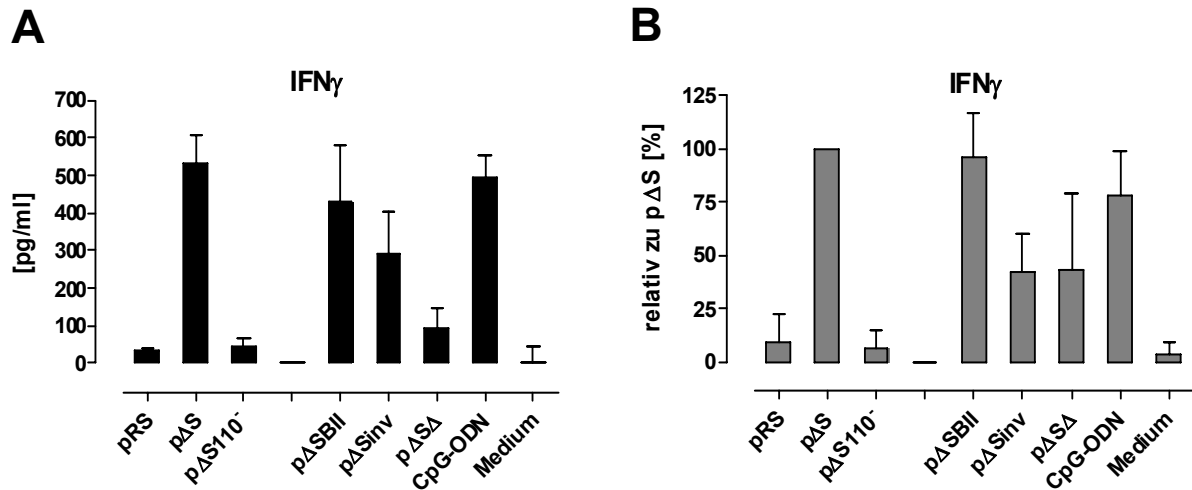 A
IFNγ
[pg/ml]
700
600
500
400
300
200
100
0
pRS
pΔS
pΔS110⁻
pΔSBII
pΔSinv
pΔSΔ
CpG-ODN
Medium
B
IFNγ
relativ zu pΔS [%]
125
100
75
50
25
0
pRS
pΔS
pΔS110⁻
pΔSBII
pΔSinv
pΔSΔ
CpG-ODN
Medium